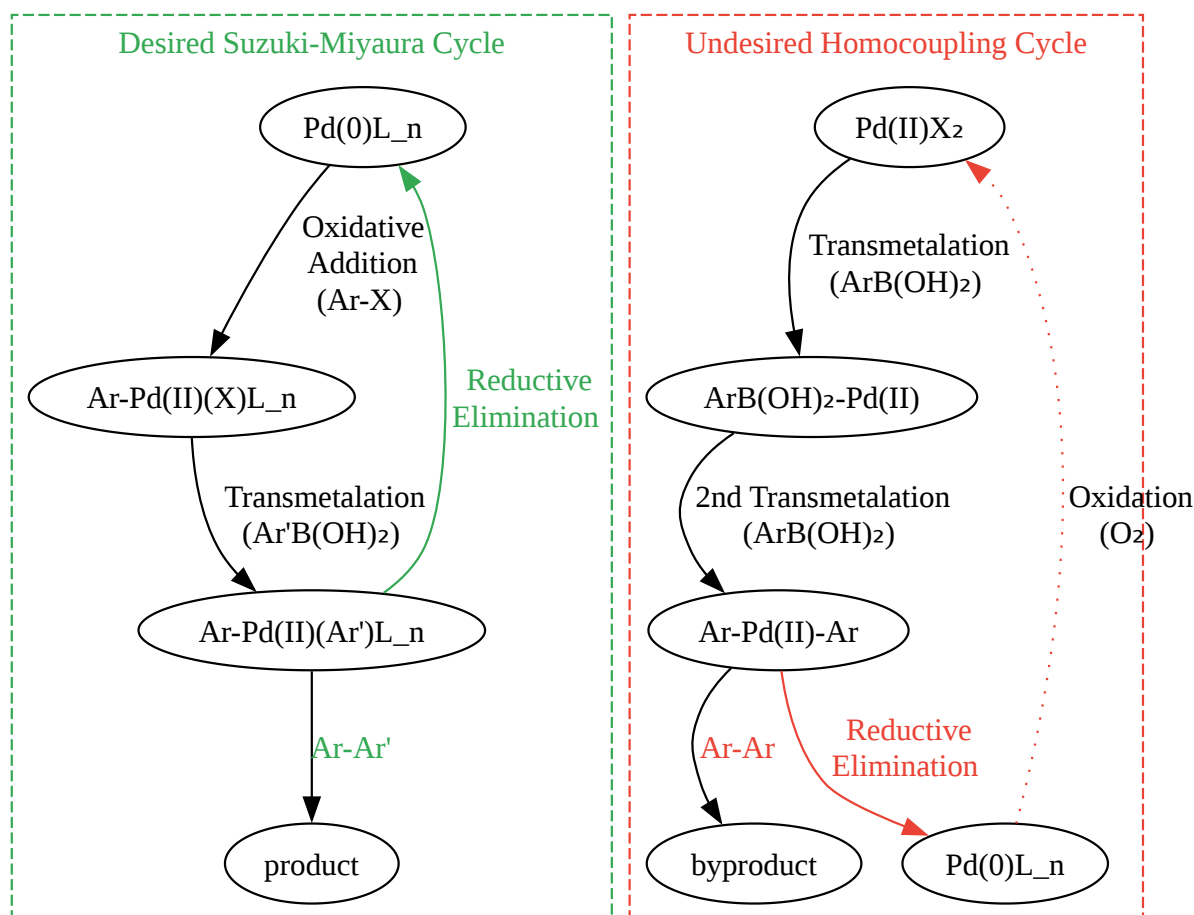 Desired Suzuki-Miyaura Cycle
Pd(0)L_n
Oxidative
Addition
(Ar-X)
Ar-Pd(II)(X)L_n
Reductive
Elimination
Transmetalation
(Ar'B(OH)₂)
Ar-Pd(II)(Ar')L_n
Ar-Ar'
product
Undesired Homocoupling Cycle
Pd(II)X₂
Transmetalation
(ArB(OH)₂)
ArB(OH)₂-Pd(II)
2nd Transmetalation
(ArB(OH)₂)
Oxidation
(O₂)
Ar-Pd(II)-Ar
Ar-Ar
Reductive
Elimination
byproduct
Pd(0)L_n